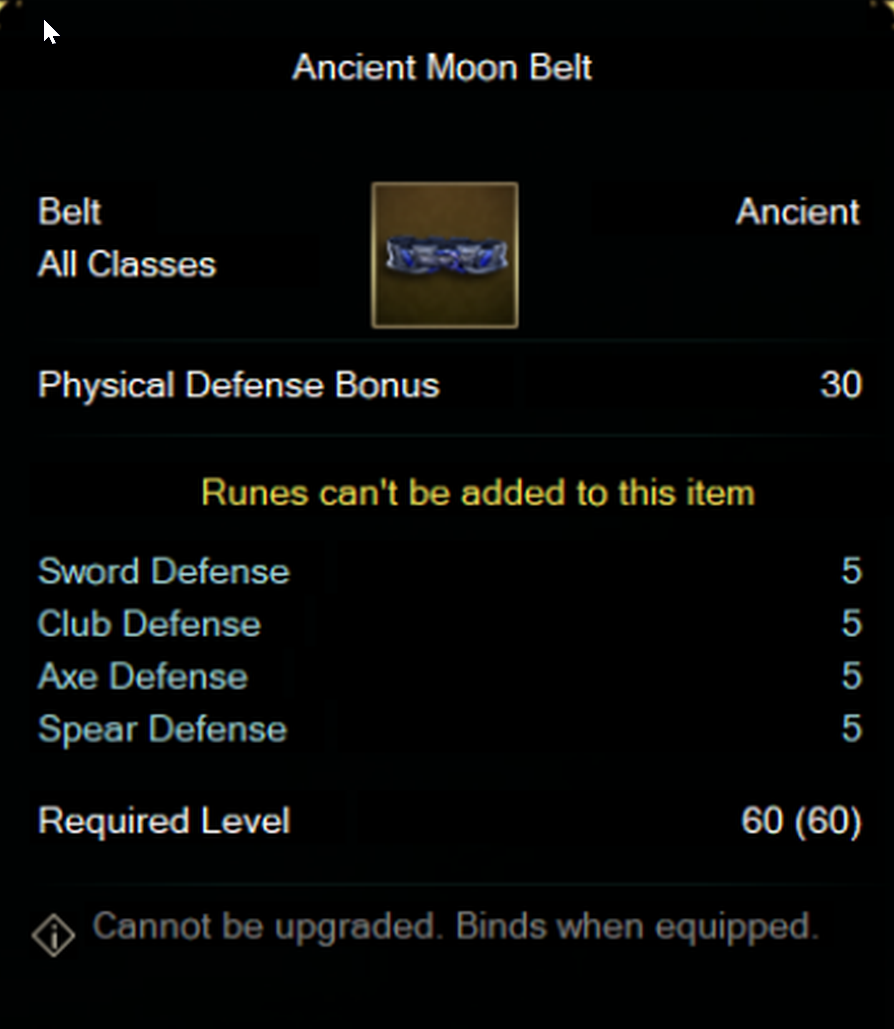 Ancient Moon Belt
Belt
Ancient
All Classes
Physical Defense Bonus 30
Runes can't be added to this item
Sword Defense 5
Club Defense 5
Axe Defense 5
Spear Defense 5
Required Level 60 (60)
Cannot be upgraded. Binds when equipped.